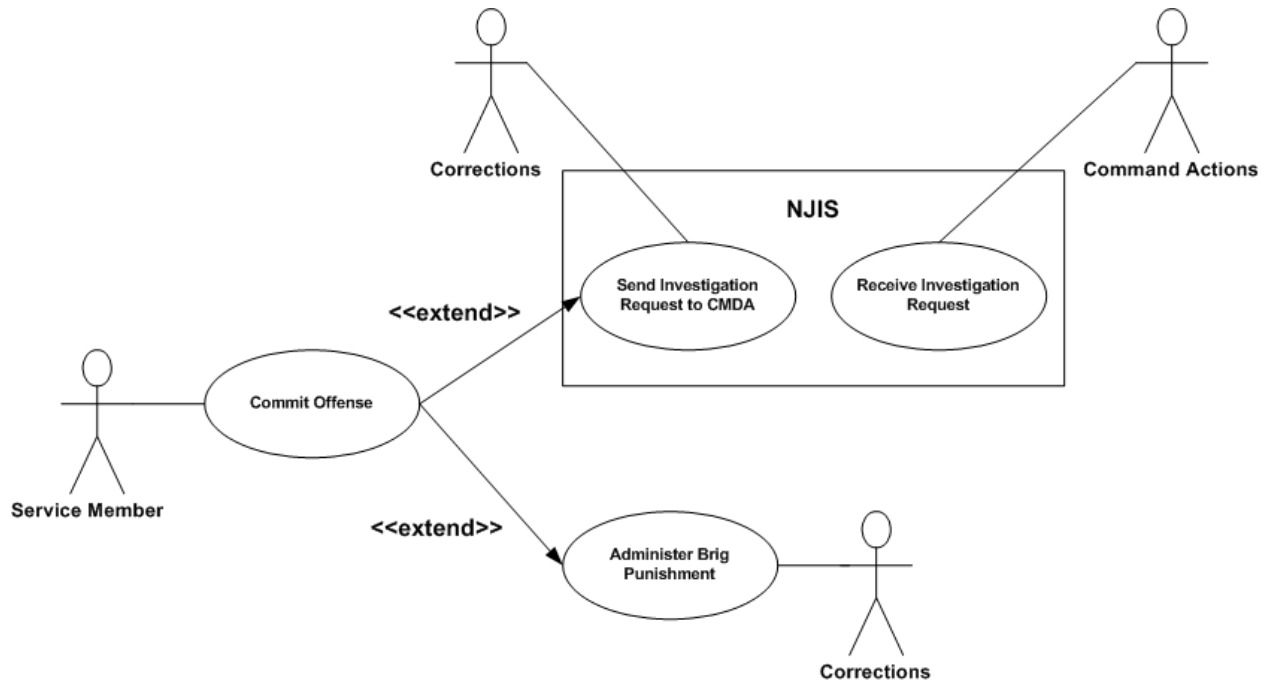 Corrections
Command Actions
NJIS
Send Investigation
Request to CMDA
Receive Investigation
Request
<<extend>>
Commit Offense
Service Member
<<extend>>
Administer Brig
Punishment
Corrections